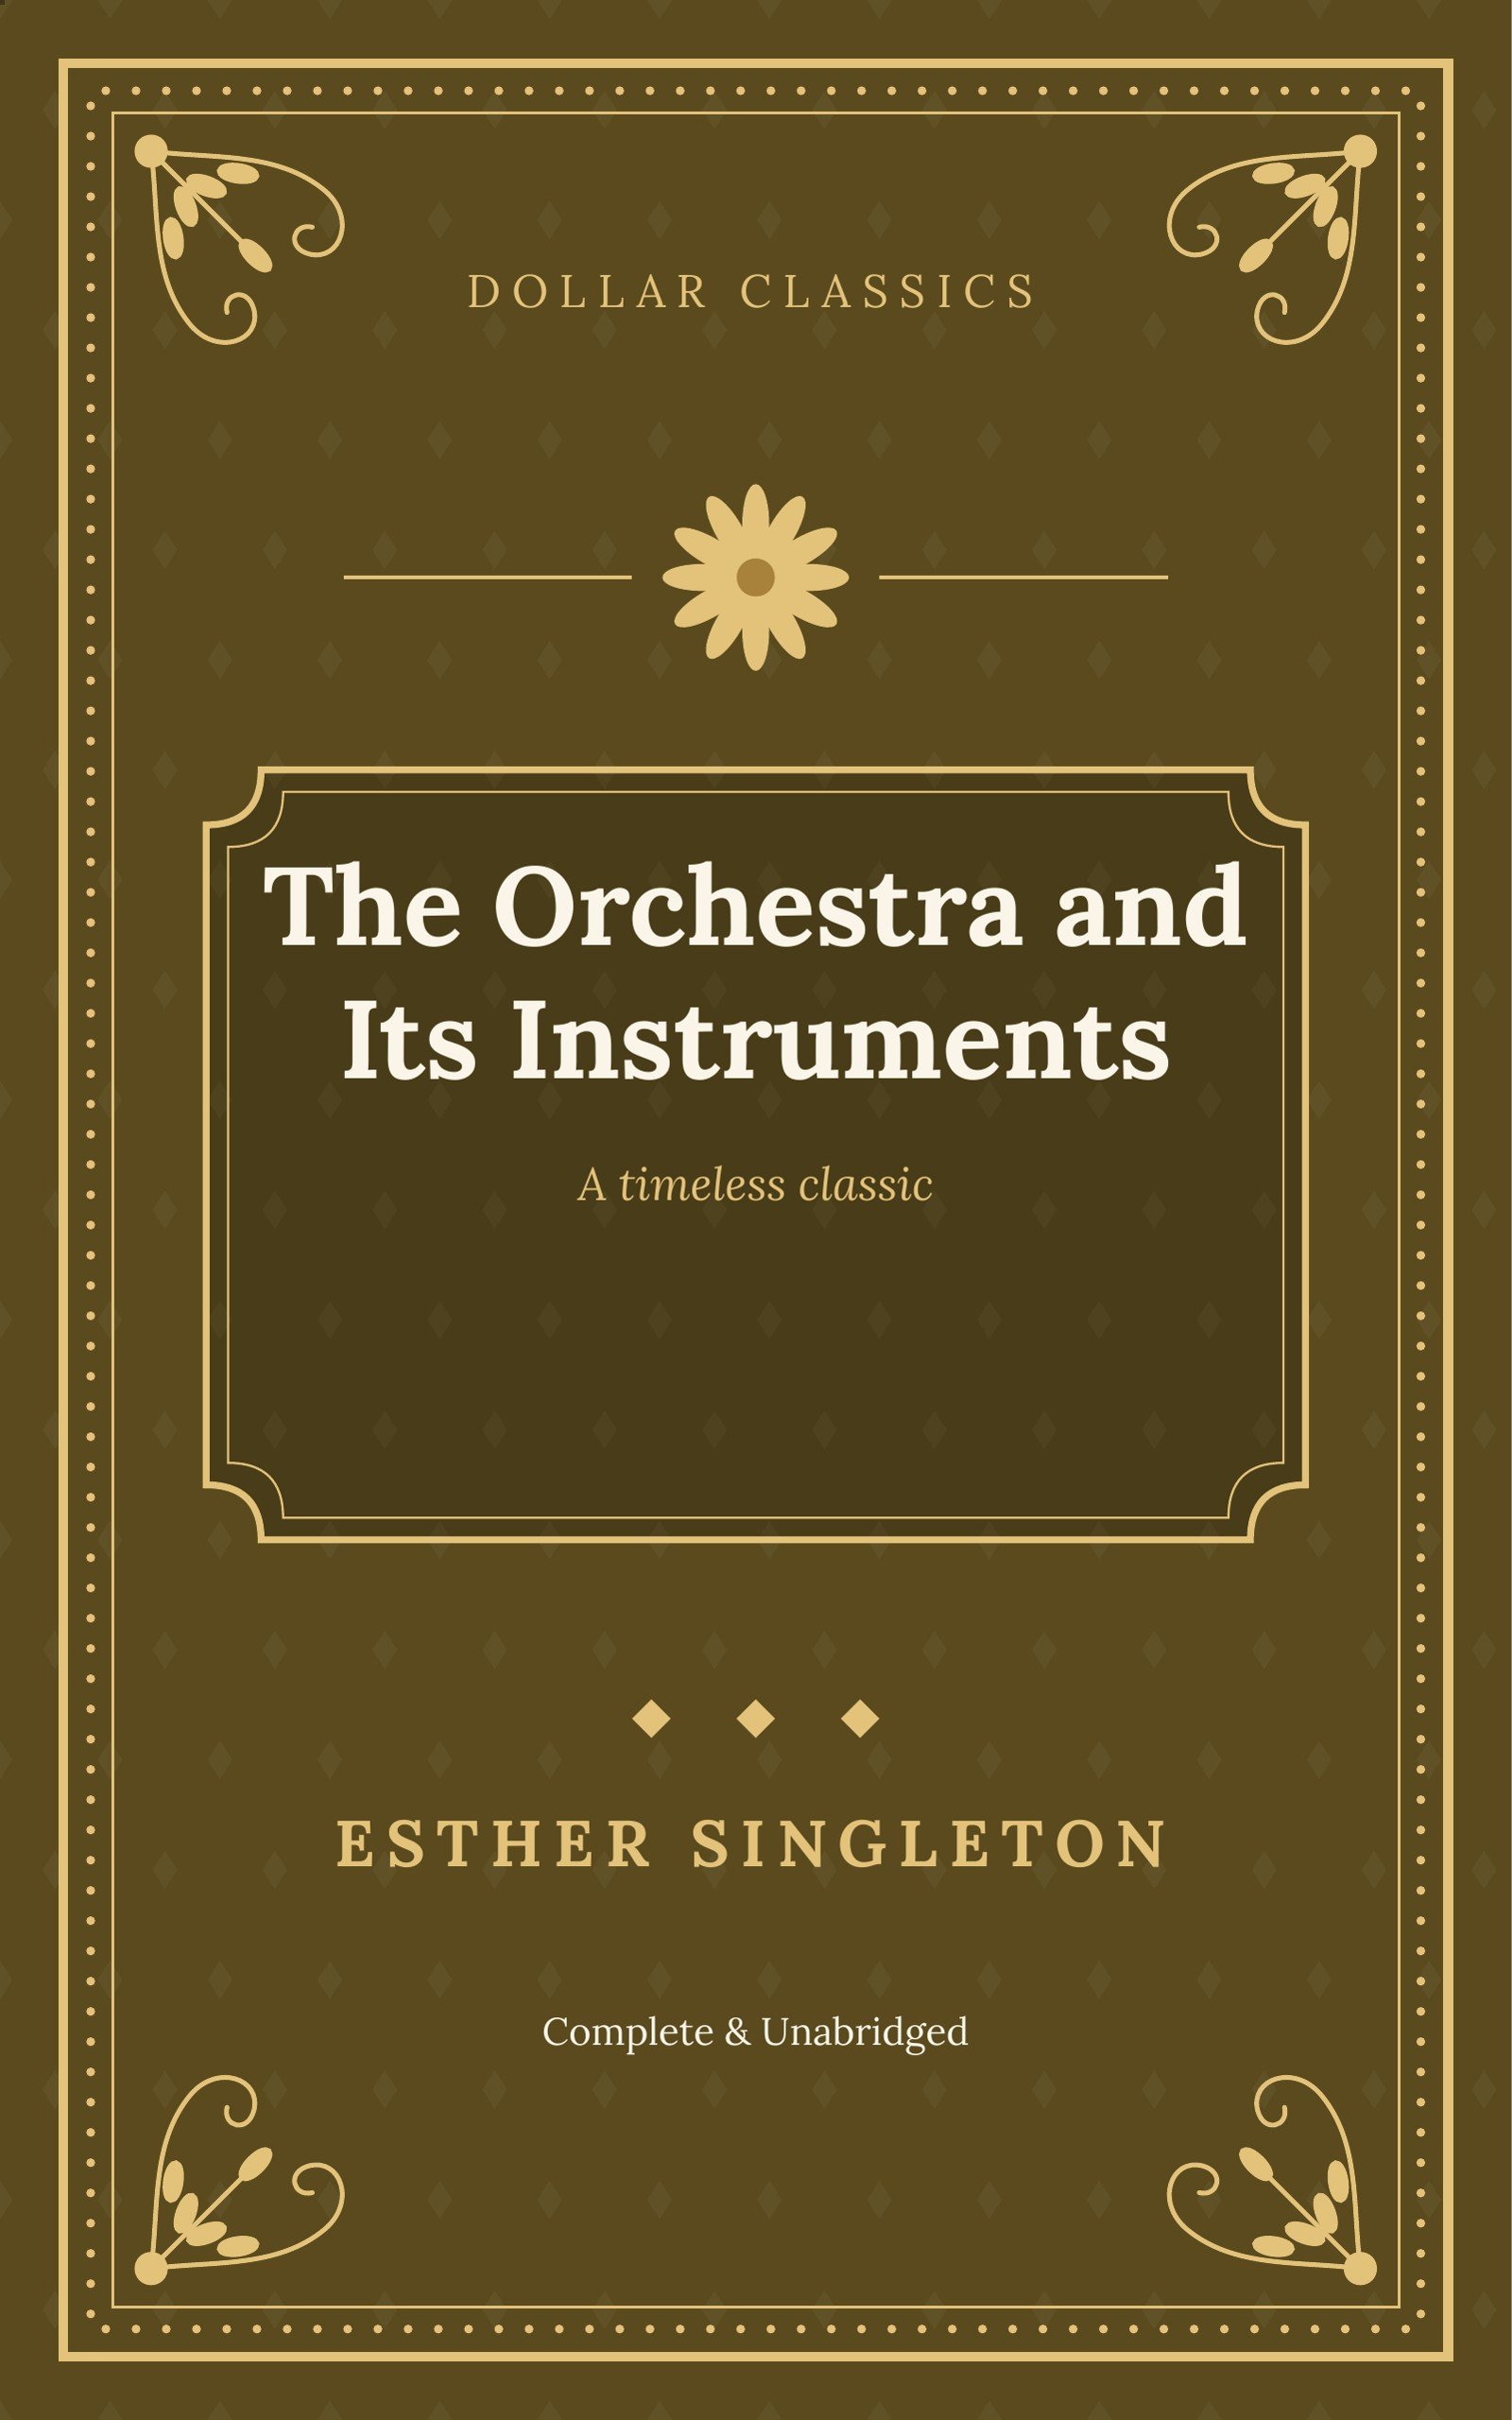 DOLLAR CLASSICS
The Orchestra and
Its Instruments
A timeless classic
ESTHER SINGLETON
Complete & Unabridged